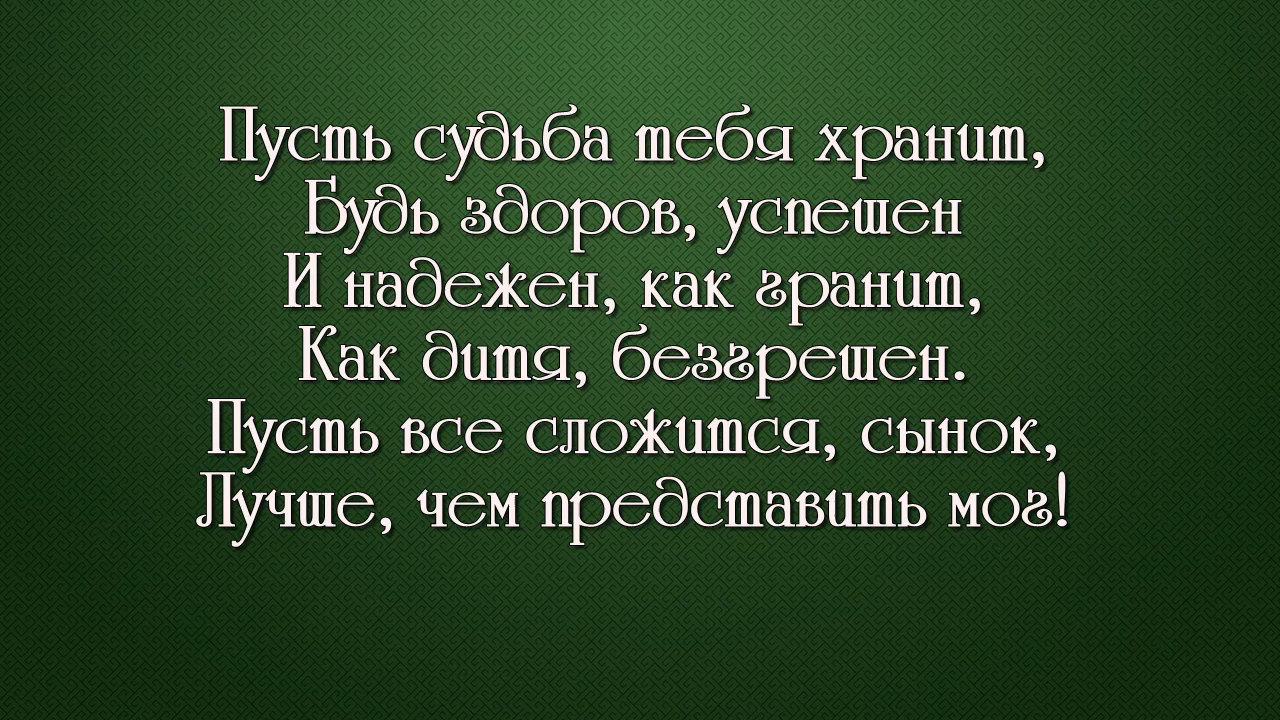 Пусть судьба тебя хранит,
Будь здоров, успешен
И надежен, как гранит,
Как дитя, безгрешен.
Пусть все сложится, сынок,
Лучше, чем представить мог!